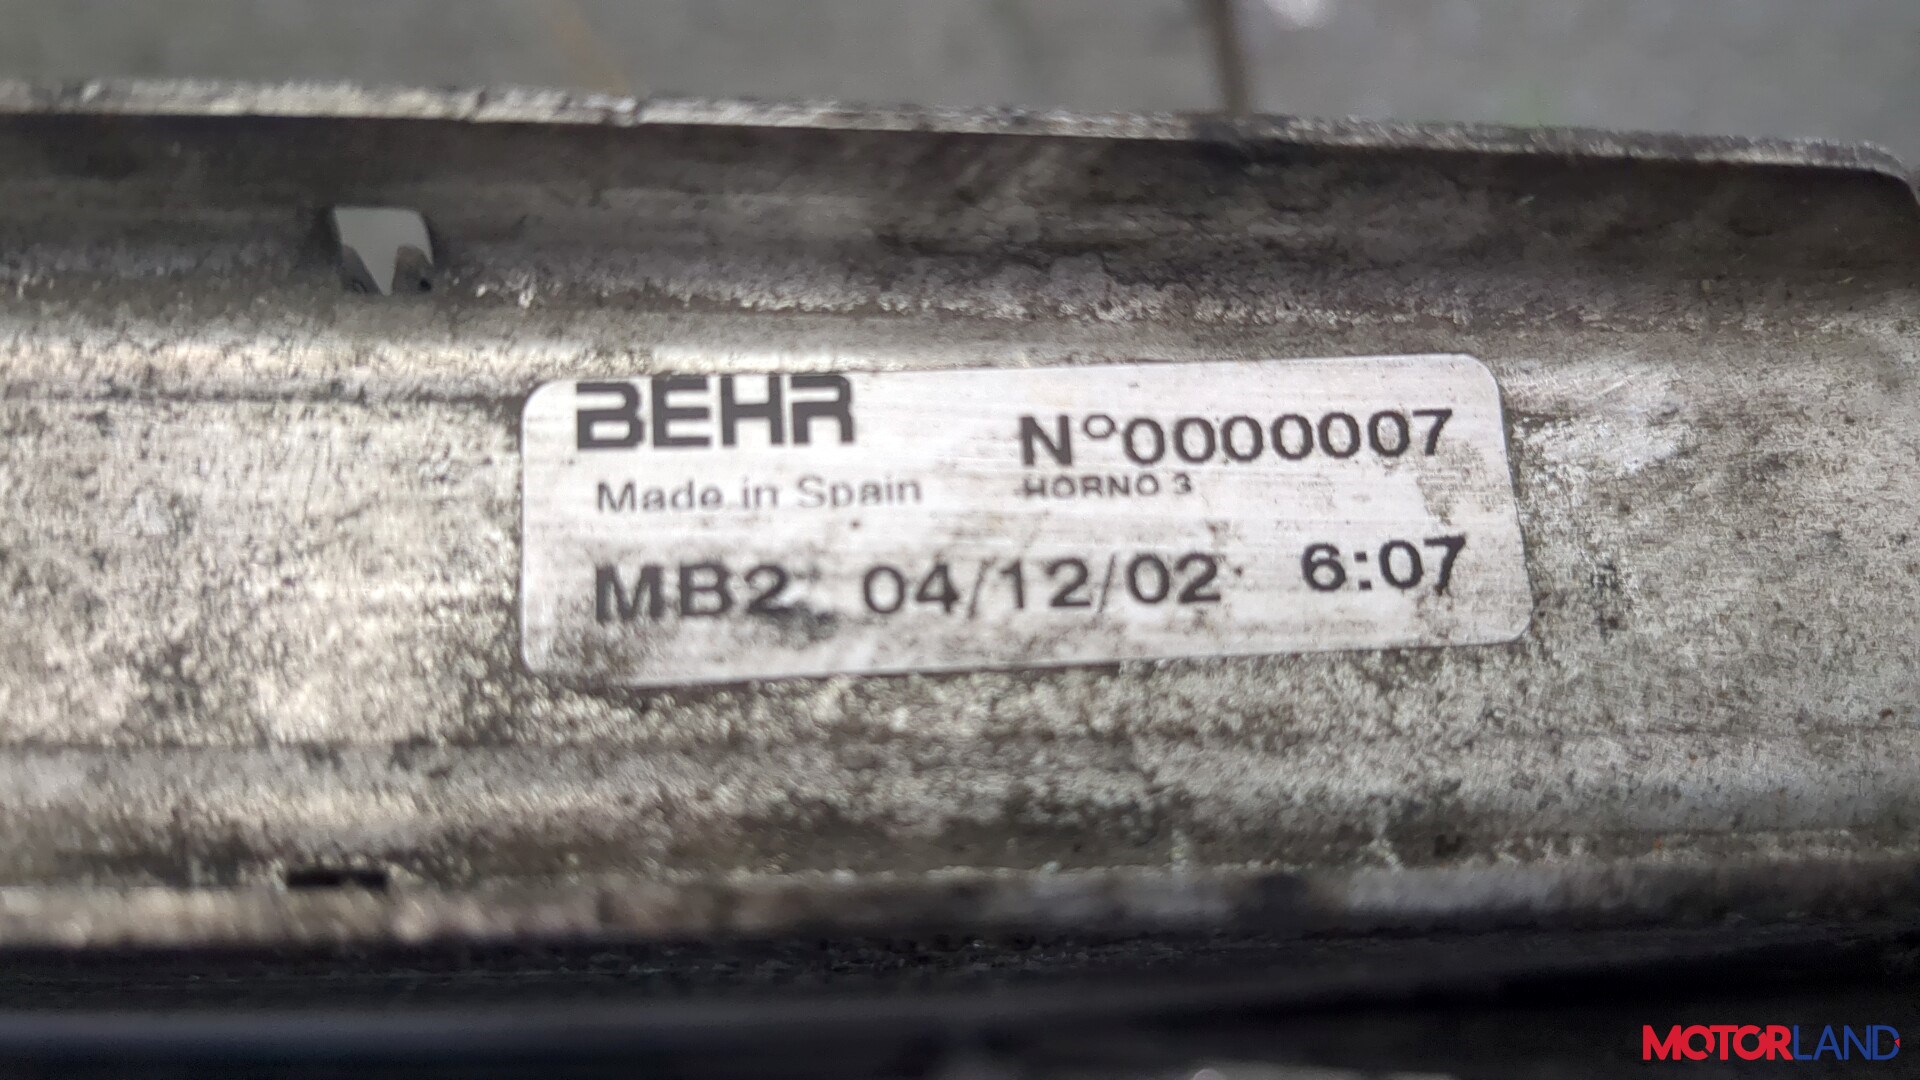 BEHR
N°0000007
Made in Spain
HORNO 3
MB2 04/12/02 6:07
MOTORLAND